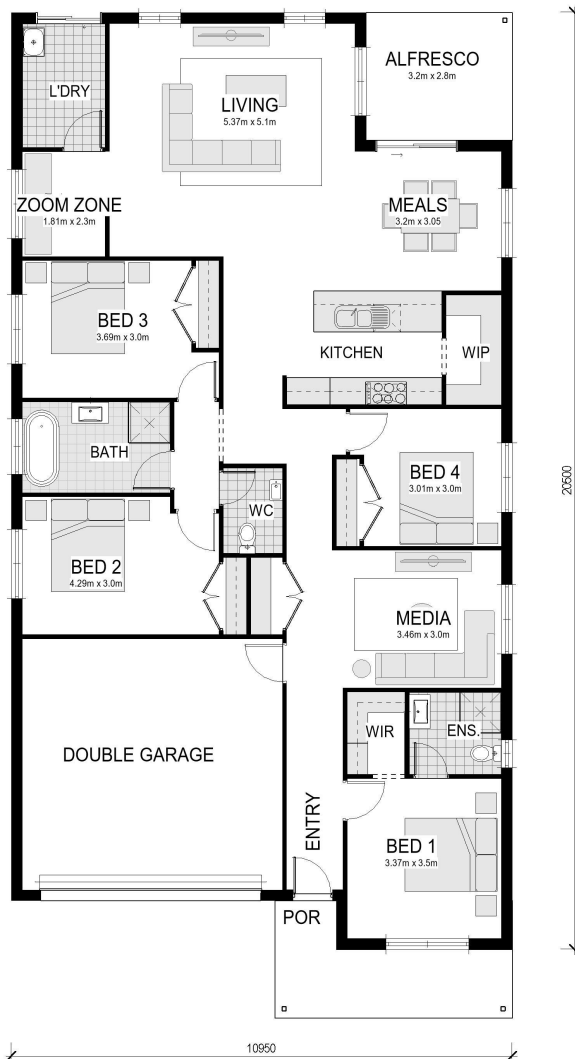 ALFRESCO
3.2m x 2.8m
L'DRY
LIVING
5.37m x 5.1m
ZOOM ZONE
1.81m x 2.3m
MEALS
3.2m x 3.05
BED 3
3.69m x 3.0m
KITCHEN
WIP
BATH
BED 4
3.01m x 3.0m
WC
BED 2
4.29m x 3.0m
MEDIA
3.46m x 3.0m
WIR
ENS.
DOUBLE GARAGE
ENTRY
BED 1
3.37m x 3.5m
POR
20500
10950